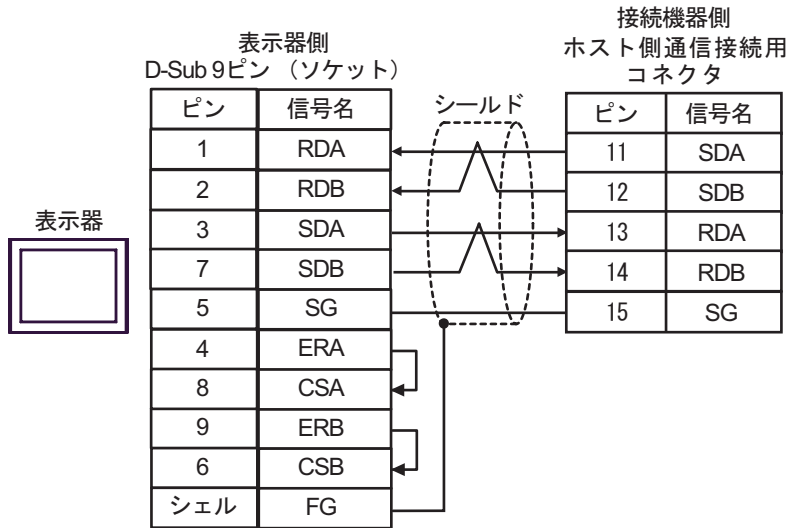 表示器側
D-Sub 9ピン （ソケット）
接続機器側
ホスト側通信接続用
コネクタ
シールド
表示器
ピン 信号名
1 RDA
2 RDB
3 SDA
7 SDB
5 SG
4 ERA
8 CSA
9 ERB
6 CSB
シェル FG
ピン 信号名
11 SDA
12 SDB
13 RDA
14 RDB
15 SG